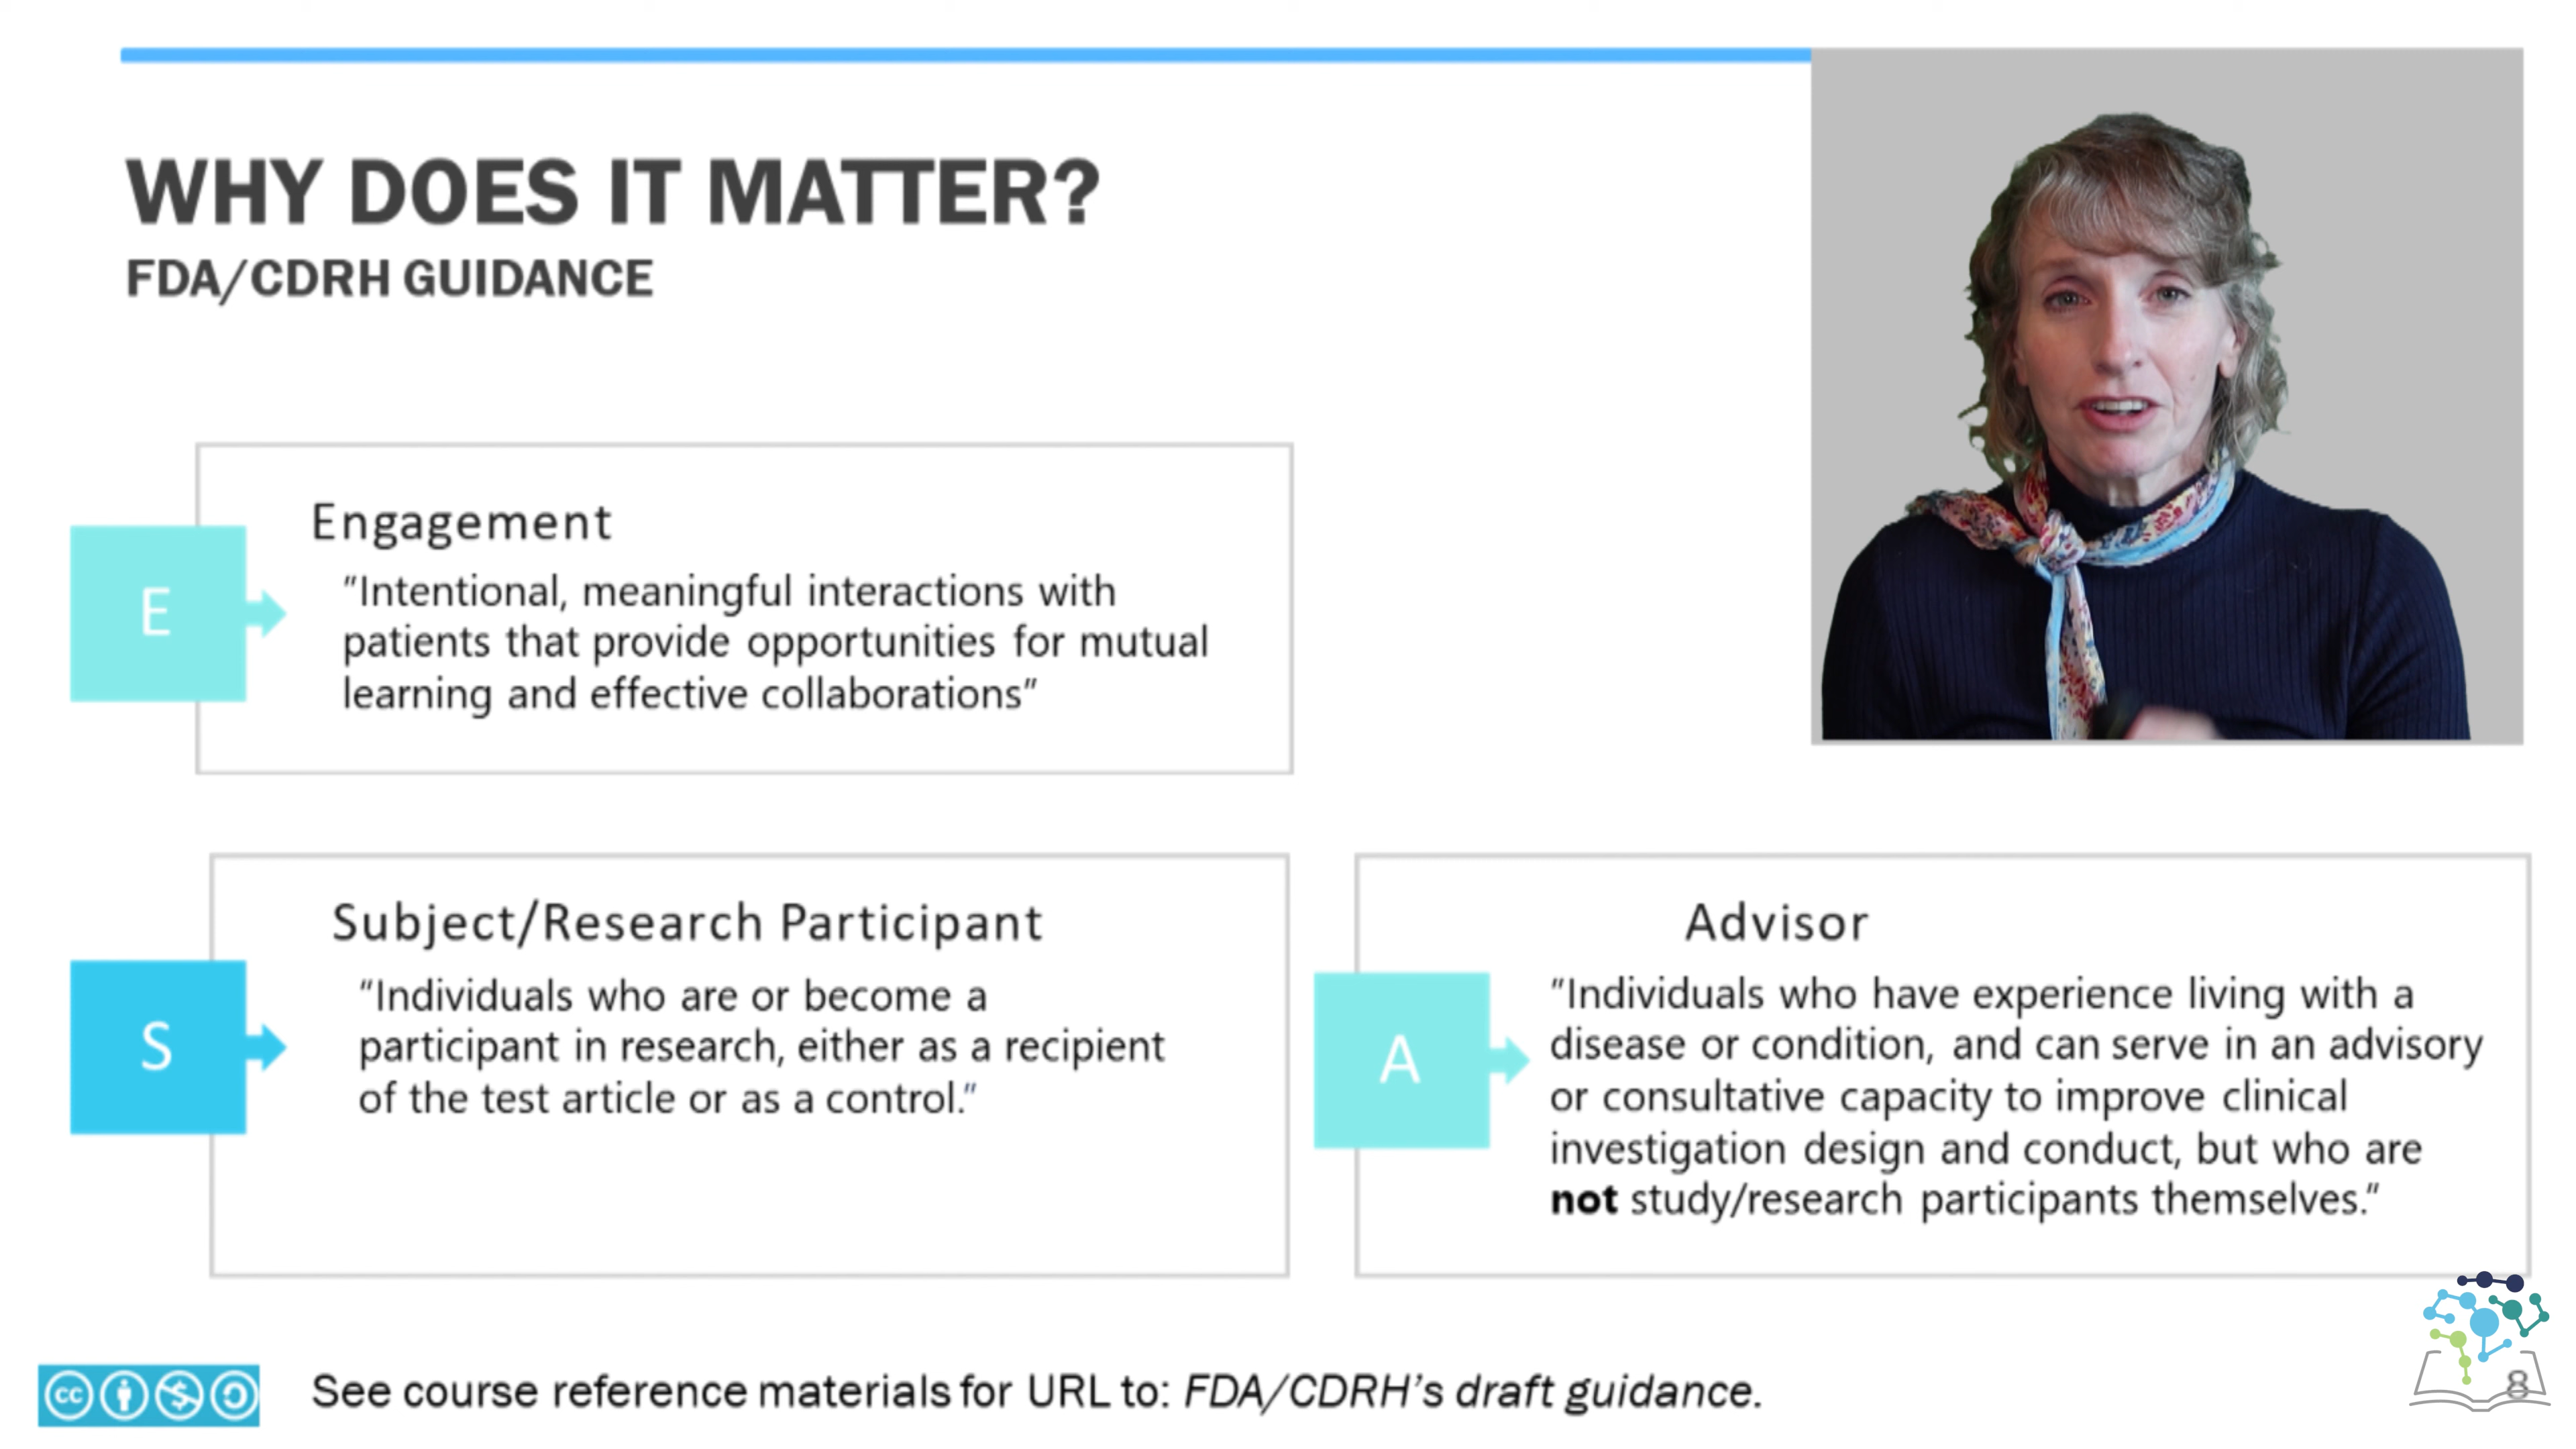 WHY DOES IT MATTER?
FDA/CDRH GUIDANCE
E
Engagement
"Intentional, meaningful interactions with
patients that provide opportunities for mutual
learning and effective collaborations"
S
Subject/Research Participant
"Individuals who are or become a
participant in research, either as a recipient
of the test article or as a control."
A
Advisor
"Individuals who have experience living with a
disease or condition, and can serve in an advisory
or consultative capacity to improve clinical
investigation design and conduct, but who are
not study/research participants themselves."
cc
See course reference materials for URL to: FDA/CDRH's draft guidance.
8